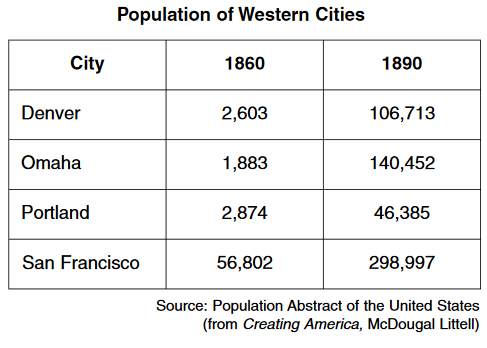 Population of Western Cities
City 1860 1890
Denver 2,603 106,713
Omaha 1,883 140,452
Portland 2,874 46,385
San Francisco 56,802 298,997
Source: Population Abstract of the United States
(from Creating America, McDougal Littell)